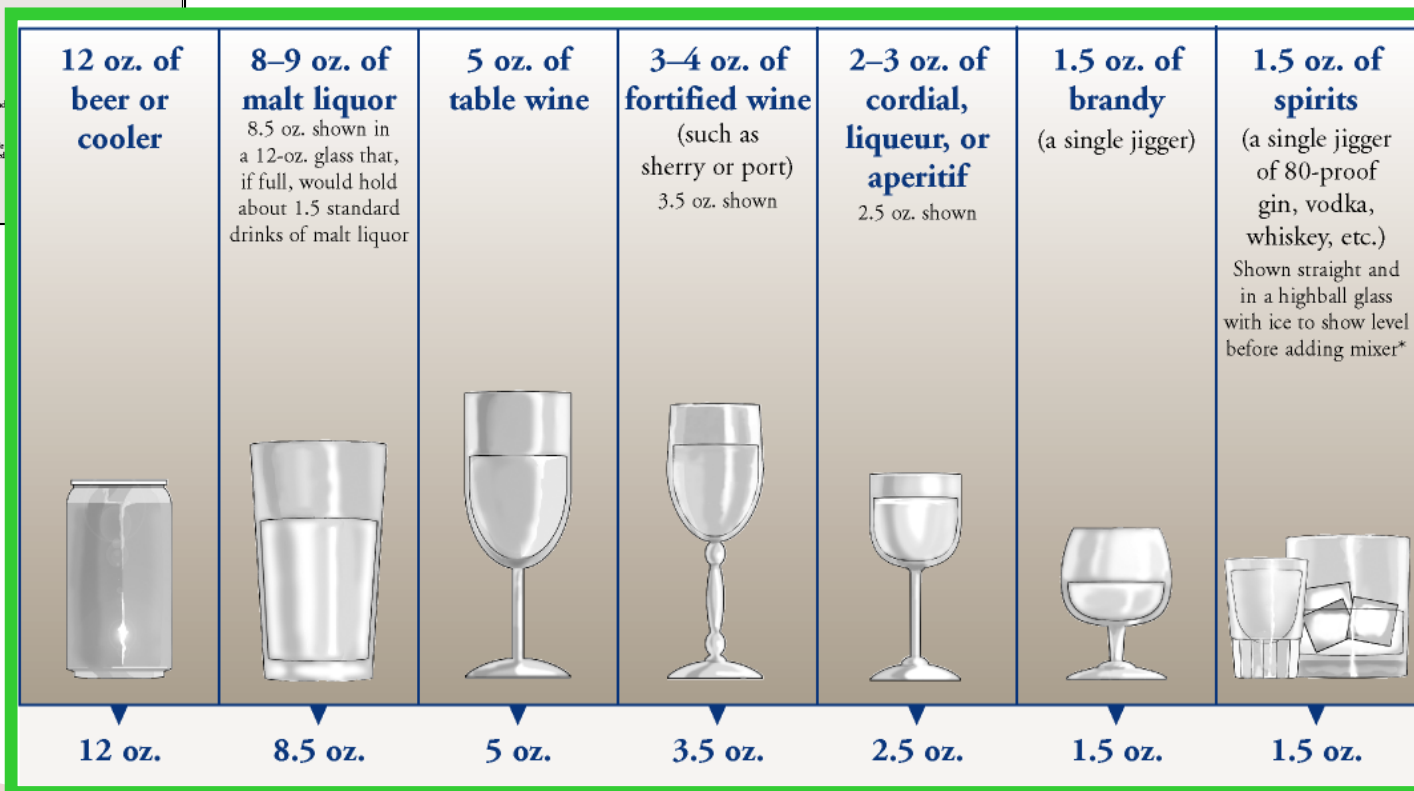 12 oz. of
beer or
cooler
8–9 oz. of
malt liquor
8.5 oz. shown in
a 12-oz. glass that,
if full, would hold
about 1.5 standard
drinks of malt liquor
5 oz. of
table wine
3–4 oz. of
fortified wine
(such as
sherry or port)
3.5 oz. shown
2–3 oz. of
cordial,
liqueur, or
aperitif
2.5 oz. shown
1.5 oz. of
brandy
(a single jigger)
1.5 oz. of
spirits
(a single jigger
of 80-proof
gin, vodka,
whiskey, etc.)
Shown straight and
in a highball glass
with ice to show level
before adding mixer*
12 oz.
8.5 oz.
5 oz.
3.5 oz.
2.5 oz.
1.5 oz.
1.5 oz.